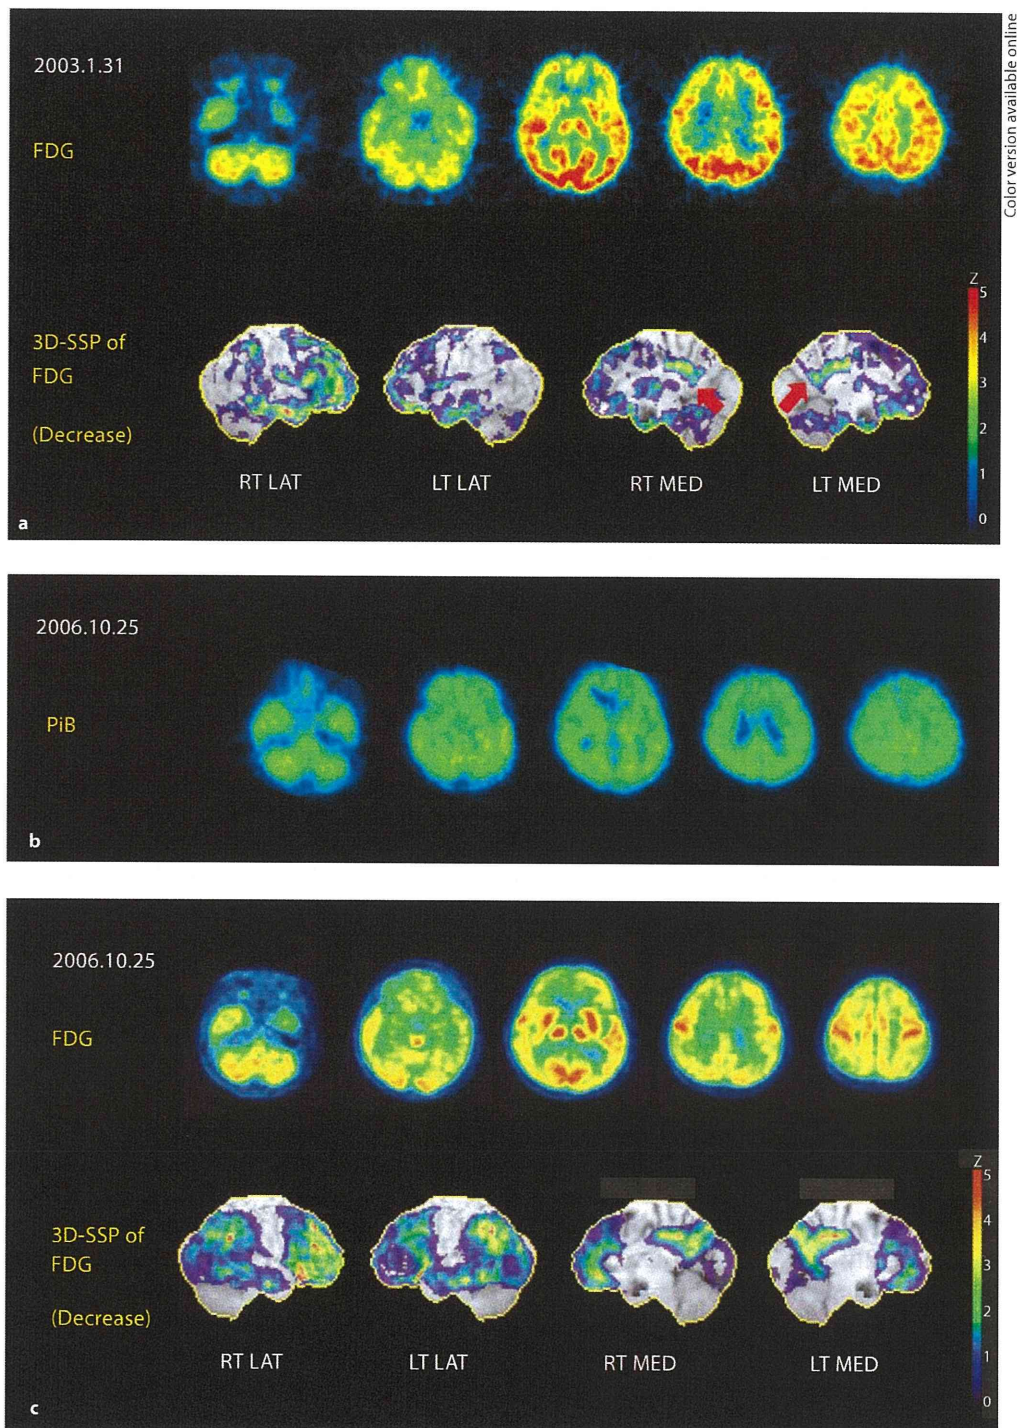 Color version available online
2003.1.31
FDG
3D-SSP of
FDG
(Decrease)
Z
5
4
3
2
1
0
RT LAT
LT LAT
RT MED
LT MED
a
2006.10.25
PiB
b
2006.10.25
FDG
3D-SSP of
FDG
(Decrease)
Z
5
4
3
2
1
0
RT LAT
LT LAT
RT MED
LT MED
c